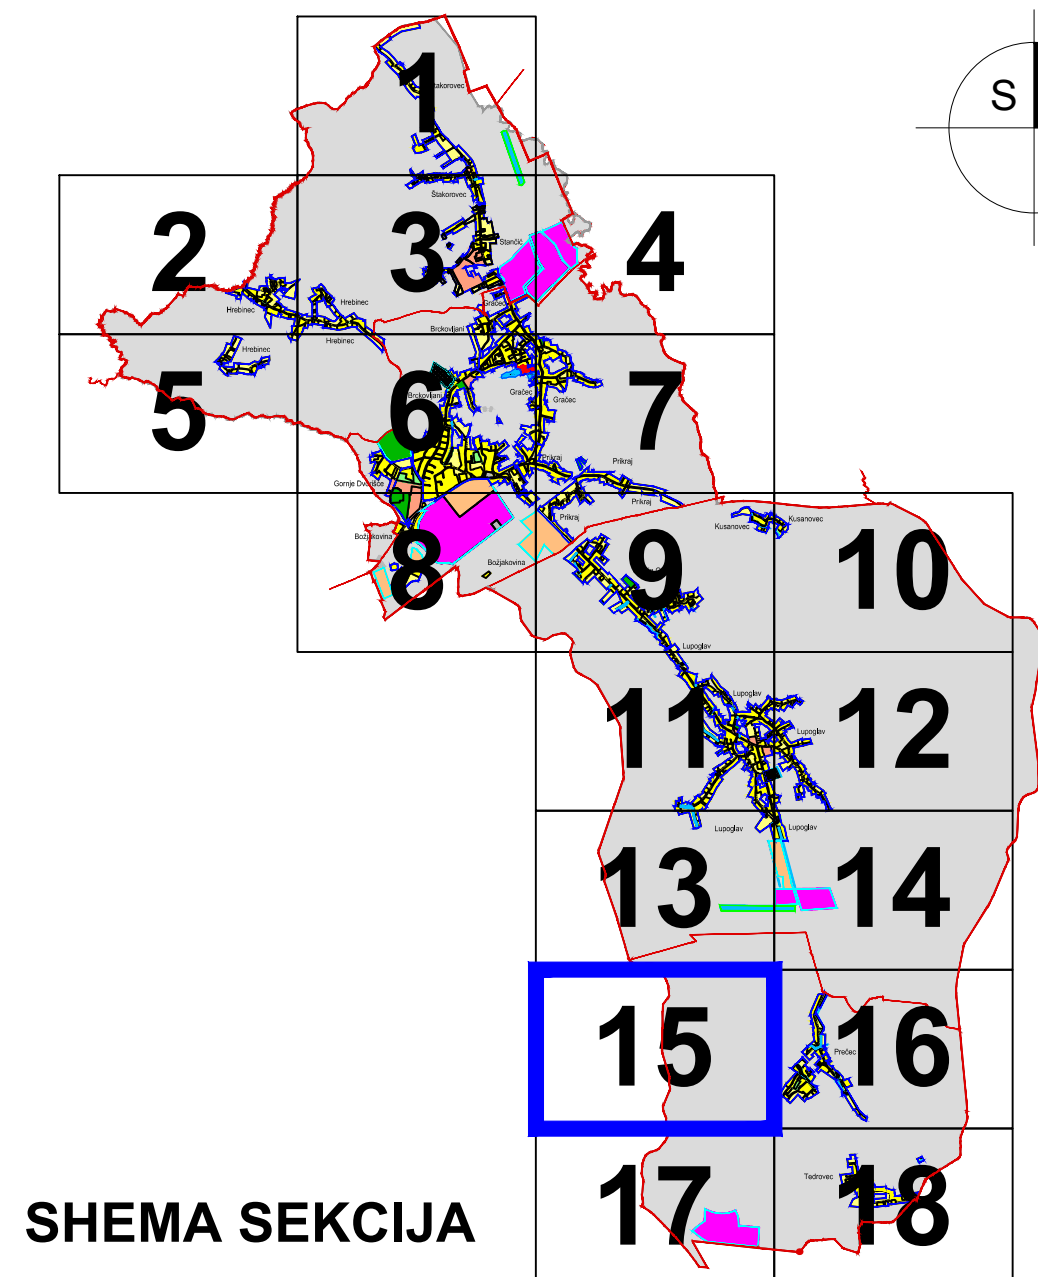 1
Štakorovec
S
2
3
4
Štakorovec
Stančić
Hrebinec
Gračec
Brckovljani
Hrebinec
Hrebinec
Hrebinec
5
6
7
Gračec
Gračec
Brckovljani
Prikraj
Prikraj
Gornje Dvorišče
Prikraj
Prikraj
Kusanovec
Kusanovec
Božjakovina
8
9
10
Božjakovina
Lupoglav
11
12
Lupoglav
Lupoglav
Lupoglav
Lupoglav
13
14
15
16
Prečec
17
18
Tedrovec
SHEMA SEKCIJA